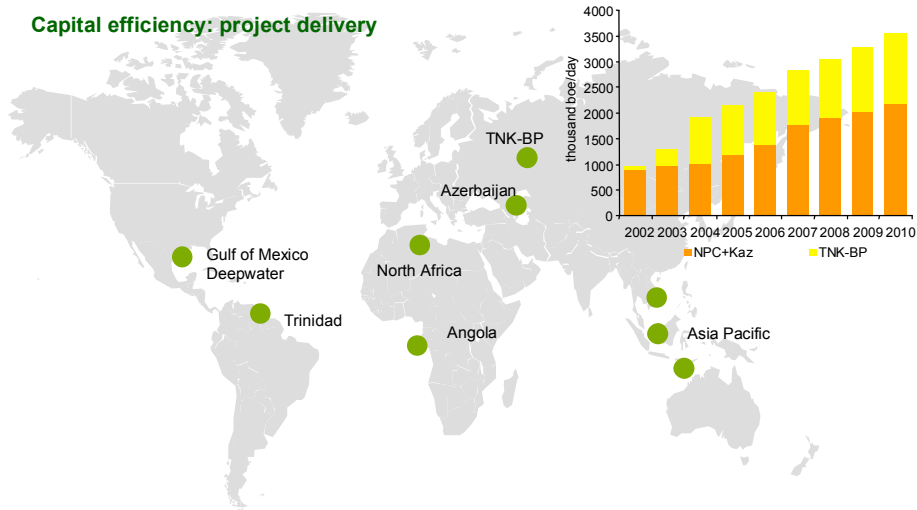 Capital efficiency: project delivery
4000
3500
3000
2500
2000
1500
1000
500
0
thousand boe/day
2002 2003 2004 2005 2006 2007 2008 2009 2010
NPC+Kaz TNK-BP
TNK-BP
Azerbaijan
Gulf of Mexico
Deepwater
North Africa
Trinidad
Angola
Asia Pacific